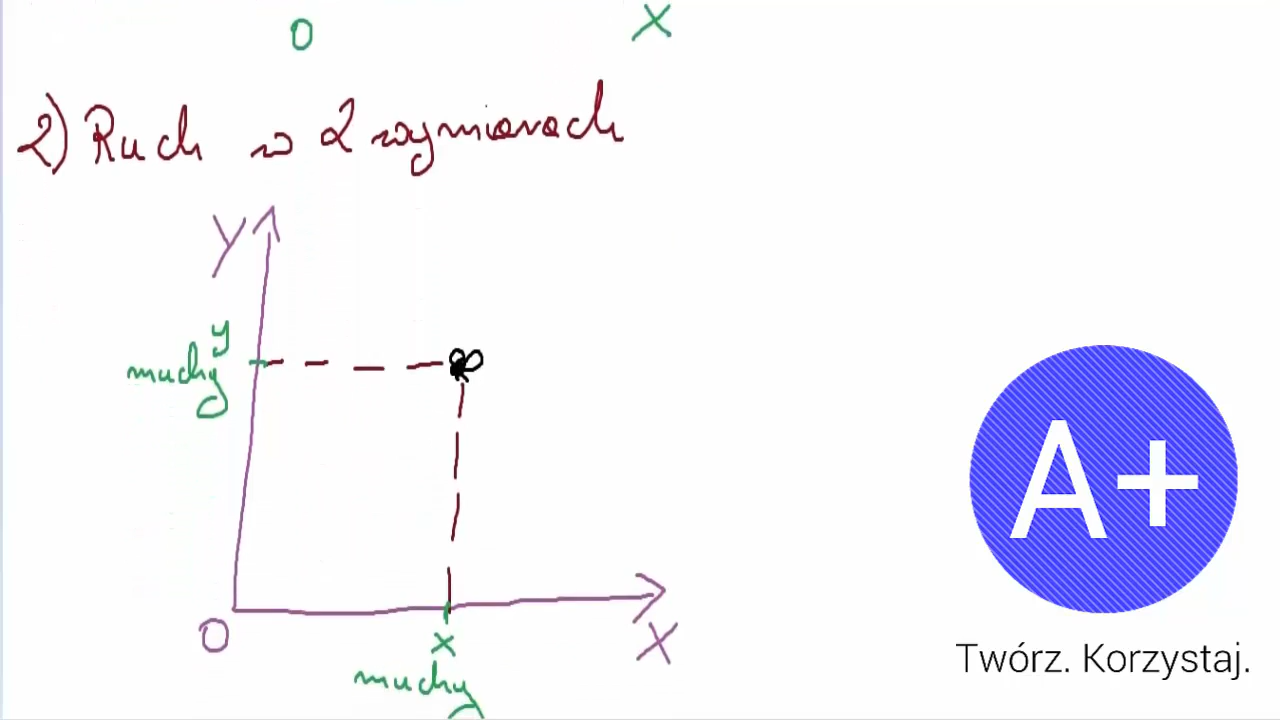 0 X
2) Ruch w 2 wymiarach
Y
y
muchy
A+
0
x
X
muchy
Twórz. Korzystaj.